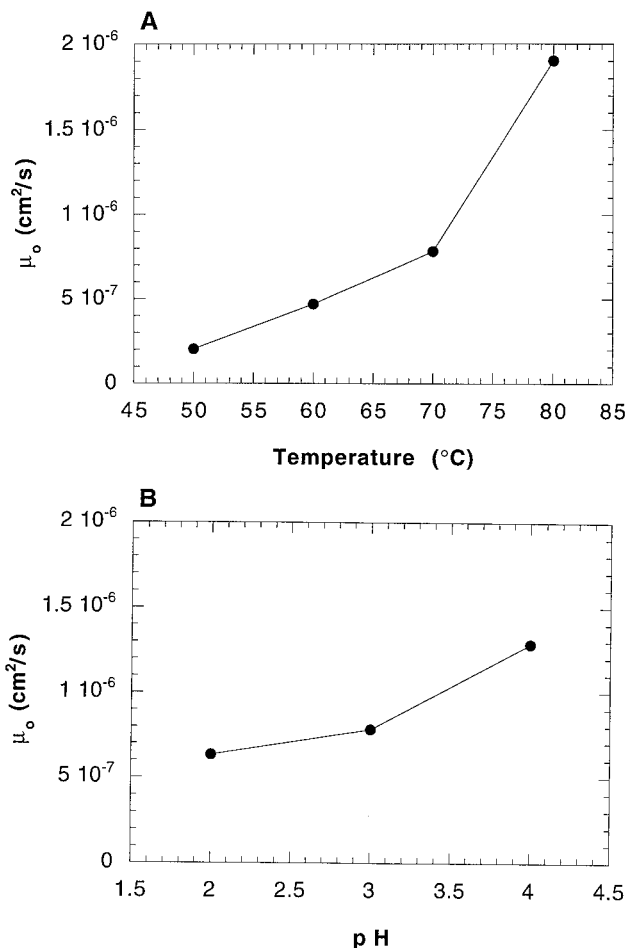 A
2 10⁻⁶
1.5 10⁻⁶
1 10⁻⁶
5 10⁻⁷
0
μₒ (cm²/s)
45 50 55 60 65 70 75 80 85
Temperature (°C)
B
2 10⁻⁶
1.5 10⁻⁶
1 10⁻⁶
5 10⁻⁷
0
μₒ (cm²/s)
1.5 2 2.5 3 3.5 4 4.5
pH